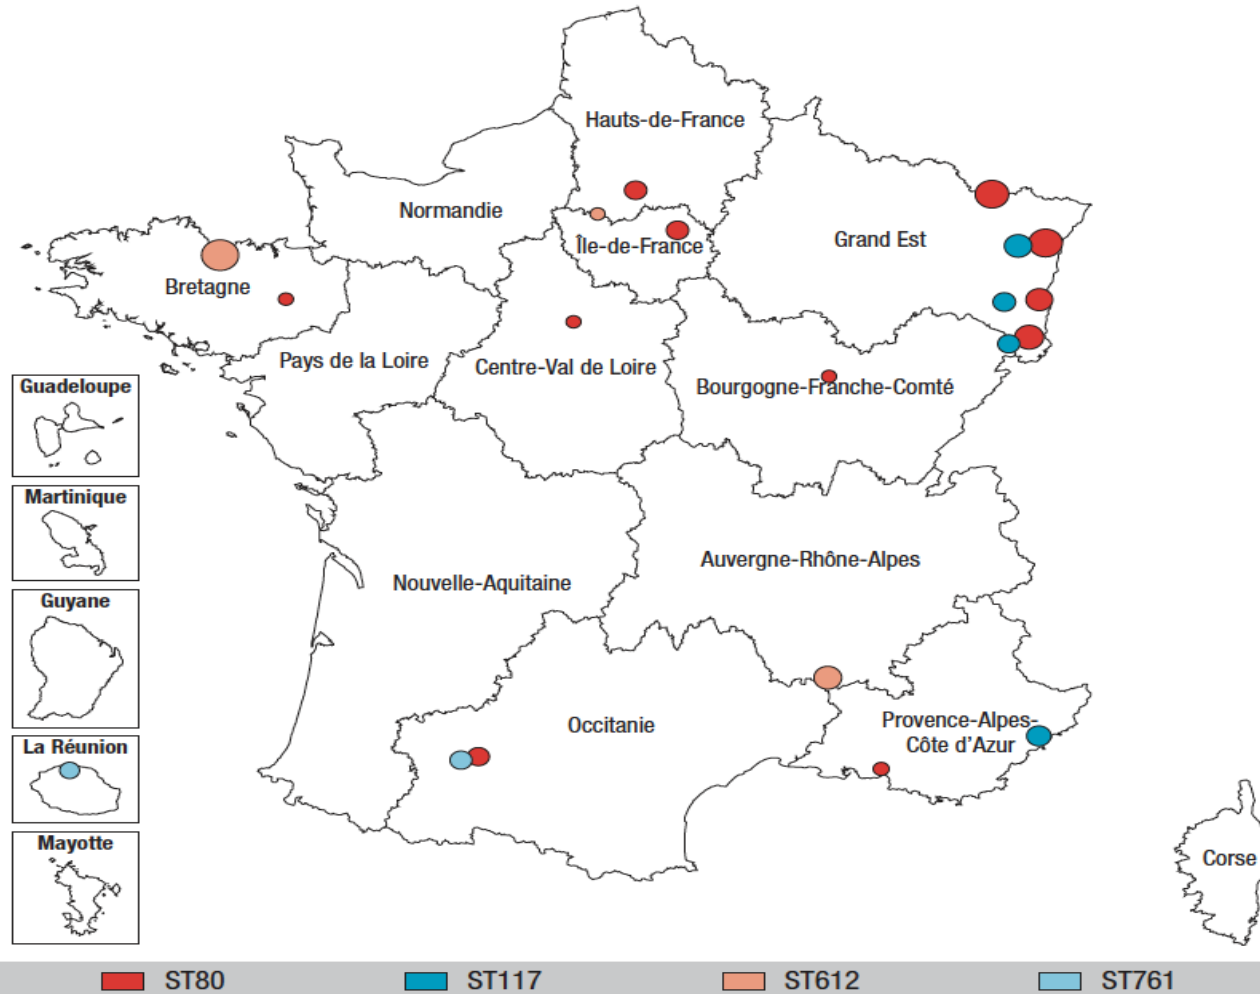 Hauts-de-France
Normandie
Île-de-France
Grand Est
Bretagne
Pays de la Loire
Centre-Val de Loire
Bourgogne-Franche-Comté
Guadeloupe
Martinique
Auvergne-Rhône-Alpes
Nouvelle-Aquitaine
Guyane
Occitanie
Provence-Alpes-
Côte d'Azur
La Réunion
Mayotte
Corse
ST80 ST117 ST612 ST761